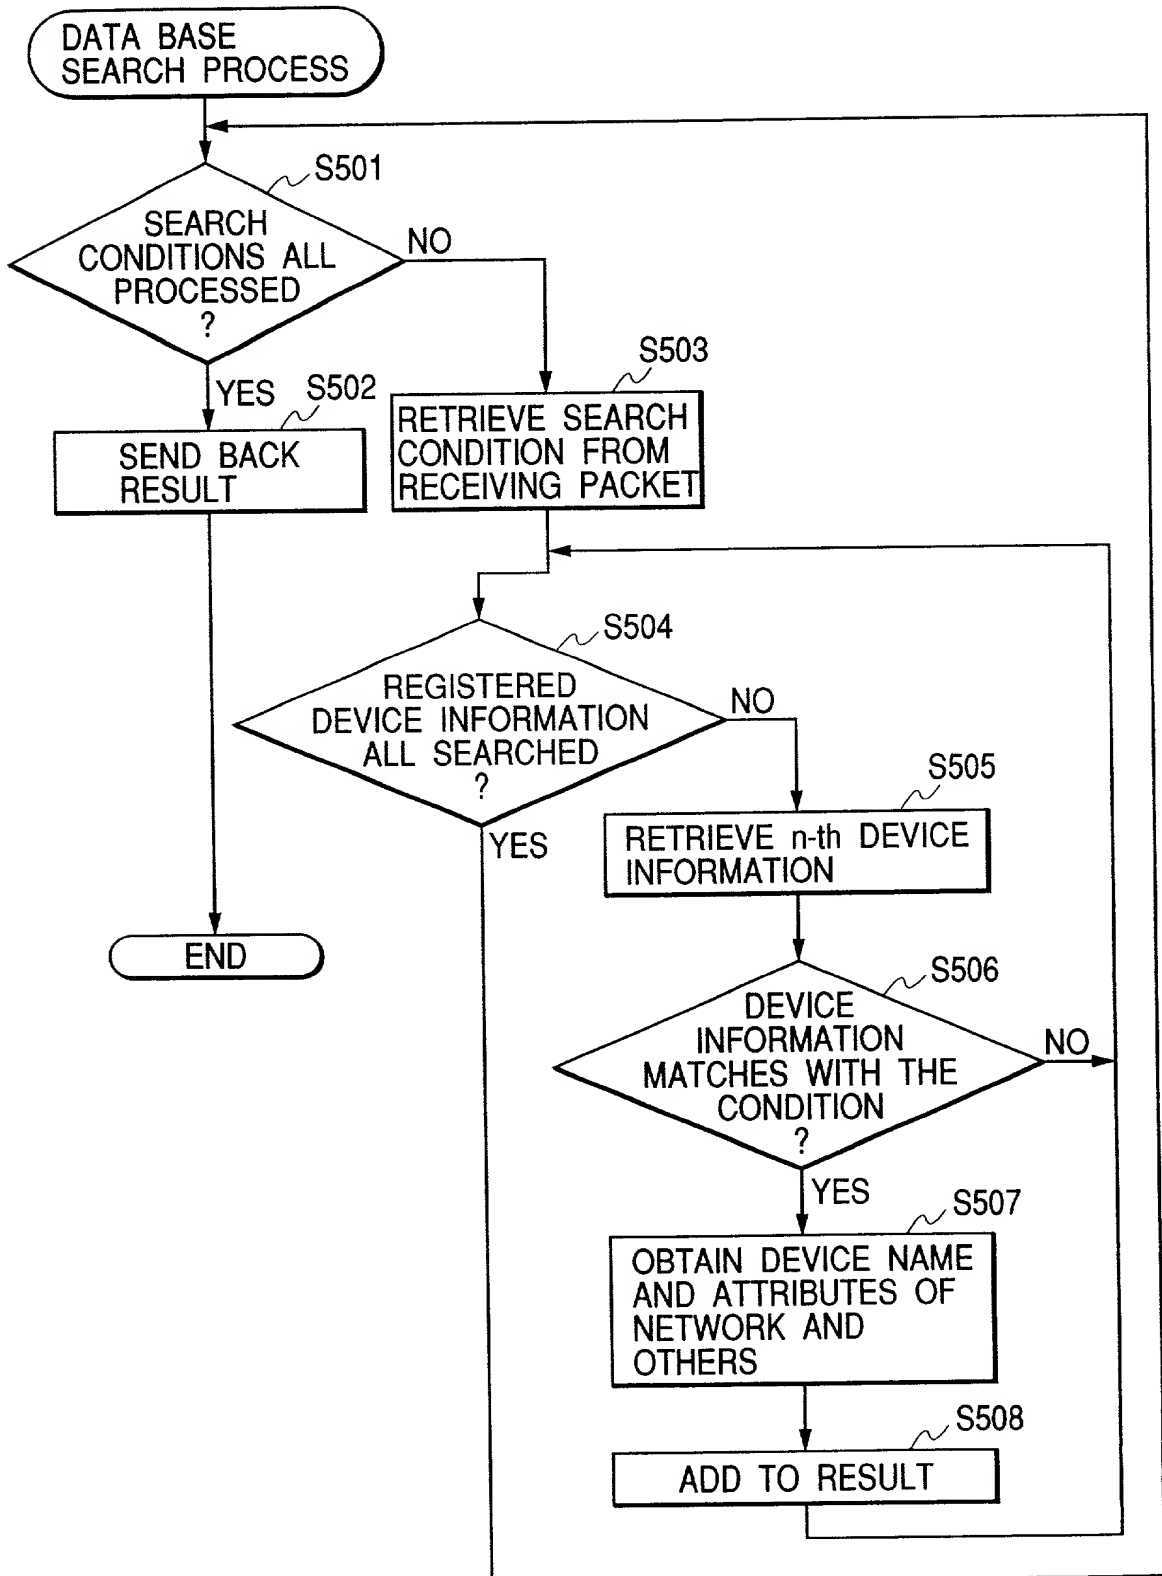 DATA BASE
SEARCH PROCESS
S501
SEARCH
CONDITIONS ALL
PROCESSED
?
NO
YES
S502
SEND BACK
RESULT
S503
RETRIEVE SEARCH
CONDITION FROM
RECEIVING PACKET
S504
REGISTERED
DEVICE INFORMATION
ALL SEARCHED
?
NO
YES
S505
RETRIEVE n-th DEVICE
INFORMATION
END
S506
DEVICE
INFORMATION
MATCHES WITH THE
CONDITION
?
NO
YES
S507
OBTAIN DEVICE NAME
AND ATTRIBUTES OF
NETWORK AND
OTHERS
S508
ADD TO RESULT